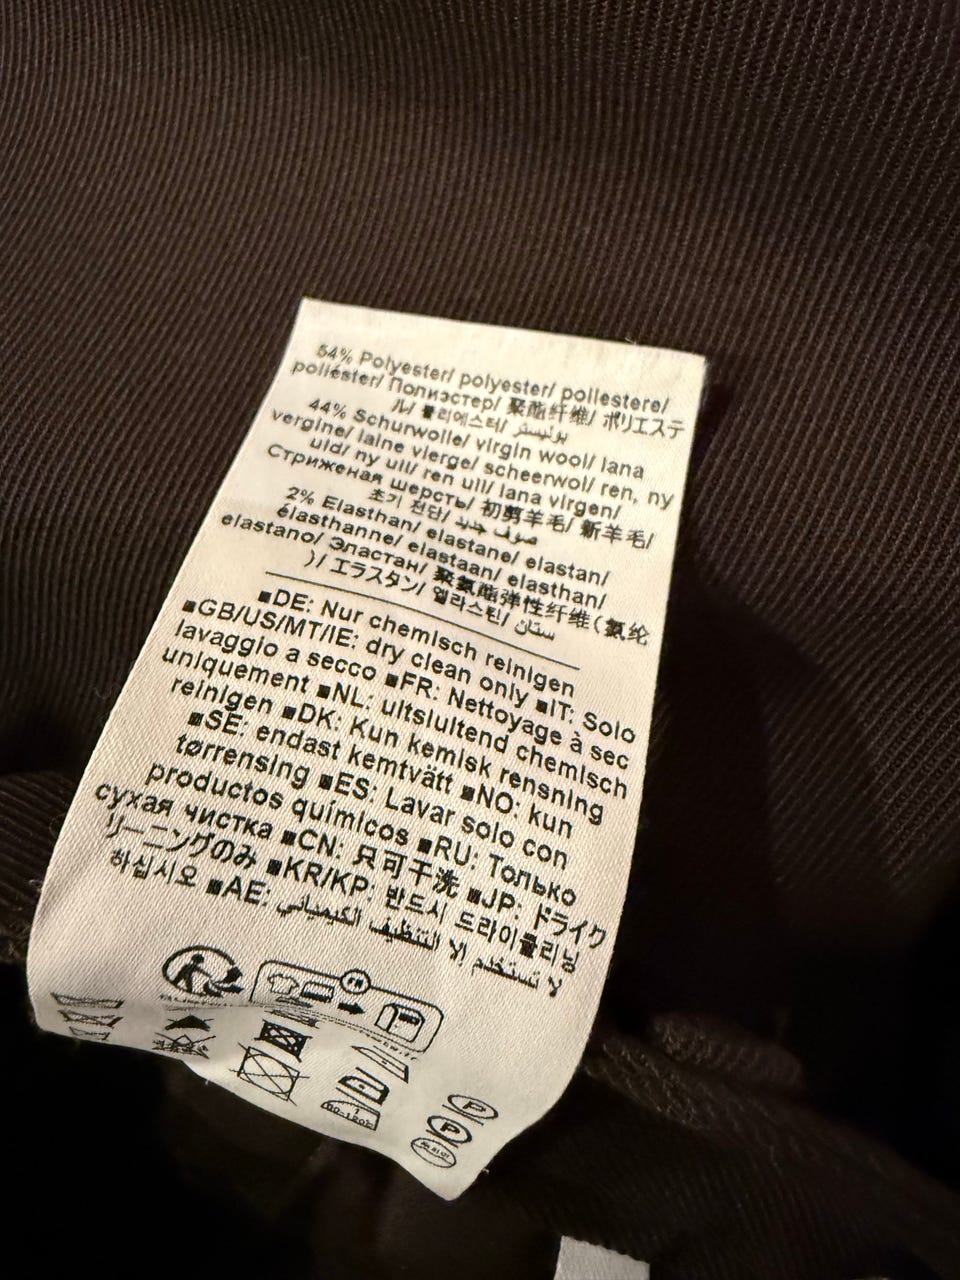 54% Polyester/ polyester/ poliestere/
poliéster/ Полиэстер/ 聚酯纤维/ ポリエステ
ル/ 폴리에스터/ بوليستر
44% Schurwolle/ virgin wool/ lana
vergine/ laine vierge/ scheerwol/ ren, ny
uld/ ny ull/ ren ull/ lana virgen/
Стриженая шерсть/ 初剪羊毛/ 新羊毛/
초기 전단/ صوف جديد
2% Elasthan/ elastane/ elastan/
élasthanne/ elastaan/ elasthan/
elastano/ Эластан/ 聚氨酯弹性纤维(氨纶
)/ エラスタン/ 엘라스틴/ ستان
■DE: Nur chemisch reinigen
■GB/US/MT/IE: dry clean only ■IT: Solo
lavaggio a secco ■FR: Nettoyage à sec
uniquement ■NL: uitsluitend chemisch
reinigen ■DK: Kun kemisk rensning
■SE: endast kemtvätt ■NO: kun
tørrensing ■ES: Lavar solo con
productos químicos ■RU: Только
сухая чистка ■CN: 只可干洗 ■JP: ドライク
リーニングのみ ■KR/KP: 반드시 드라이클리닝
하십시오 ■AE: لا تستخدم إلا التنظيف الكيميائي
FR
P
P